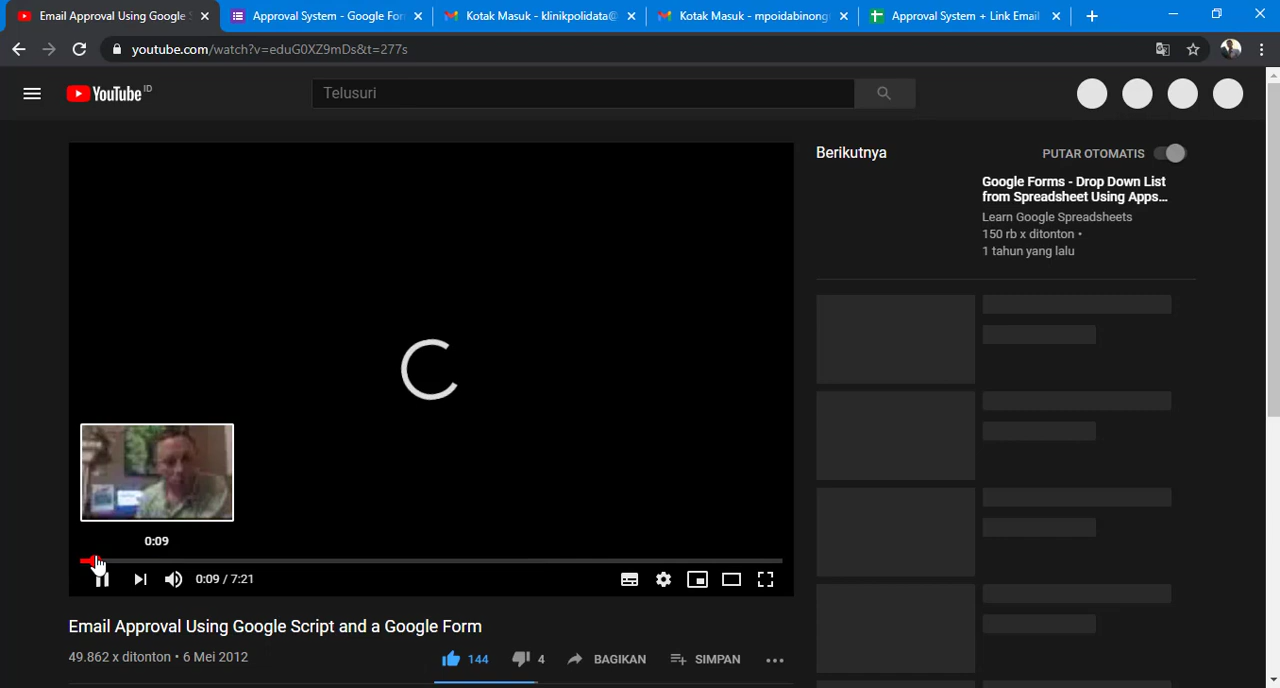 Email Approval Using Google S
Approval System - Google For
Kotak Masuk - klinikpolidata@
Kotak Masuk - mpoidabinong
Approval System + Link Email
youtube.com/watch?v=eduG0XZ9mDs&t=277s
YouTube ID
Telusuri
Berikutnya
PUTAR OTOMATIS
Google Forms - Drop Down List
from Spreadsheet Using Apps...
Learn Google Spreadsheets
150 rb x ditonton •
1 tahun yang lalu
0:09
0:09 / 7:21
Email Approval Using Google Script and a Google Form
49.862 x ditonton • 6 Mei 2012
144
4
BAGIKAN
SIMPAN